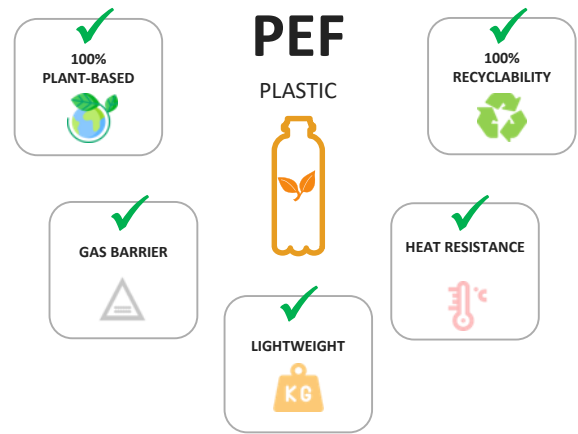 PEF
PLASTIC
100%
PLANT-BASED
100%
RECYCLABILITY
GAS BARRIER
HEAT RESISTANCE
°C
LIGHTWEIGHT
KG